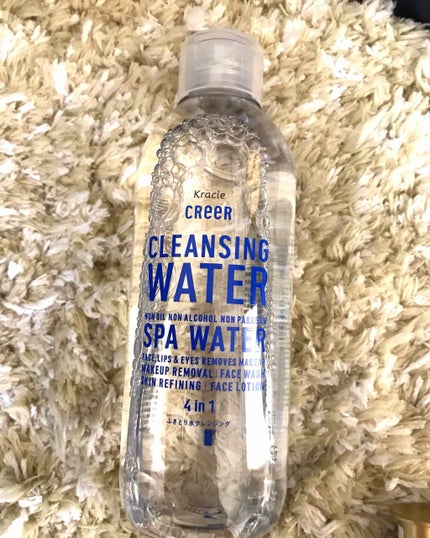 Kracie
CREER
CLEANSING
WATER
NON OIL NON ALCOHOL NON PARABEN
SPA WATER
FACE, LIPS & EYES REMOVES MAKEUP
MAKEUP REMOVAL | FACE WASH
SKIN REFINING | FACE LOTION
4 in 1
ふきとり水クレンジング